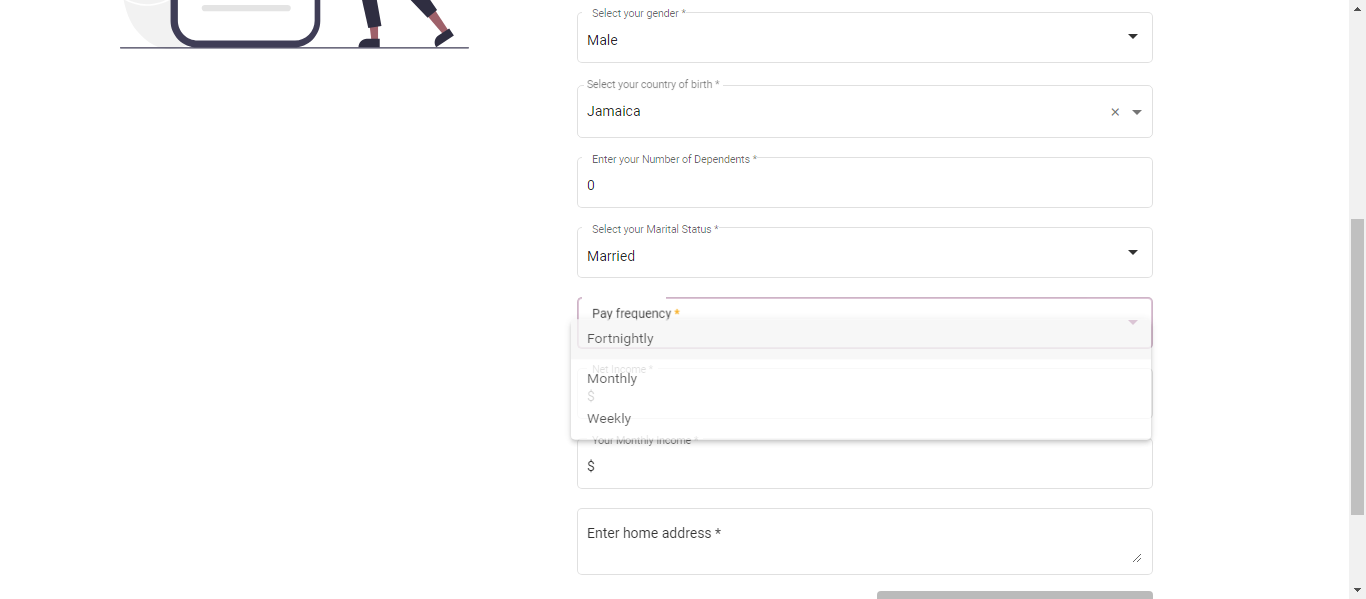 Select your gender *
Male
Select your country of birth *
Jamaica
Enter your Number of Dependents *
0
Select your Marital Status *
Married
Pay frequency *
Fortnightly
Net Income *
Monthly
$
Weekly
Your Monthly Income *
$
Enter home address *